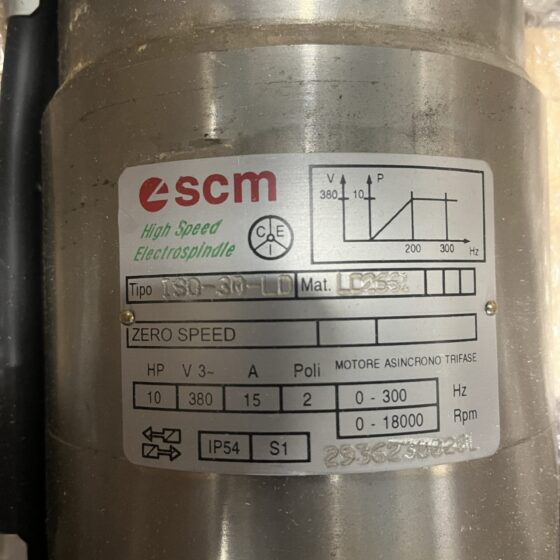 scm
High Speed
Electrospindle
C E I
V P
380 10
200 300 Hz
Tipo ISO-30-LD Mat.
ZERO SPEED
HP V 3~ A Poli MOTORE ASINCRONO TRIFASE
10 380 15 2 0 - 300 Hz
0 - 18000 Rpm
IP54 S1